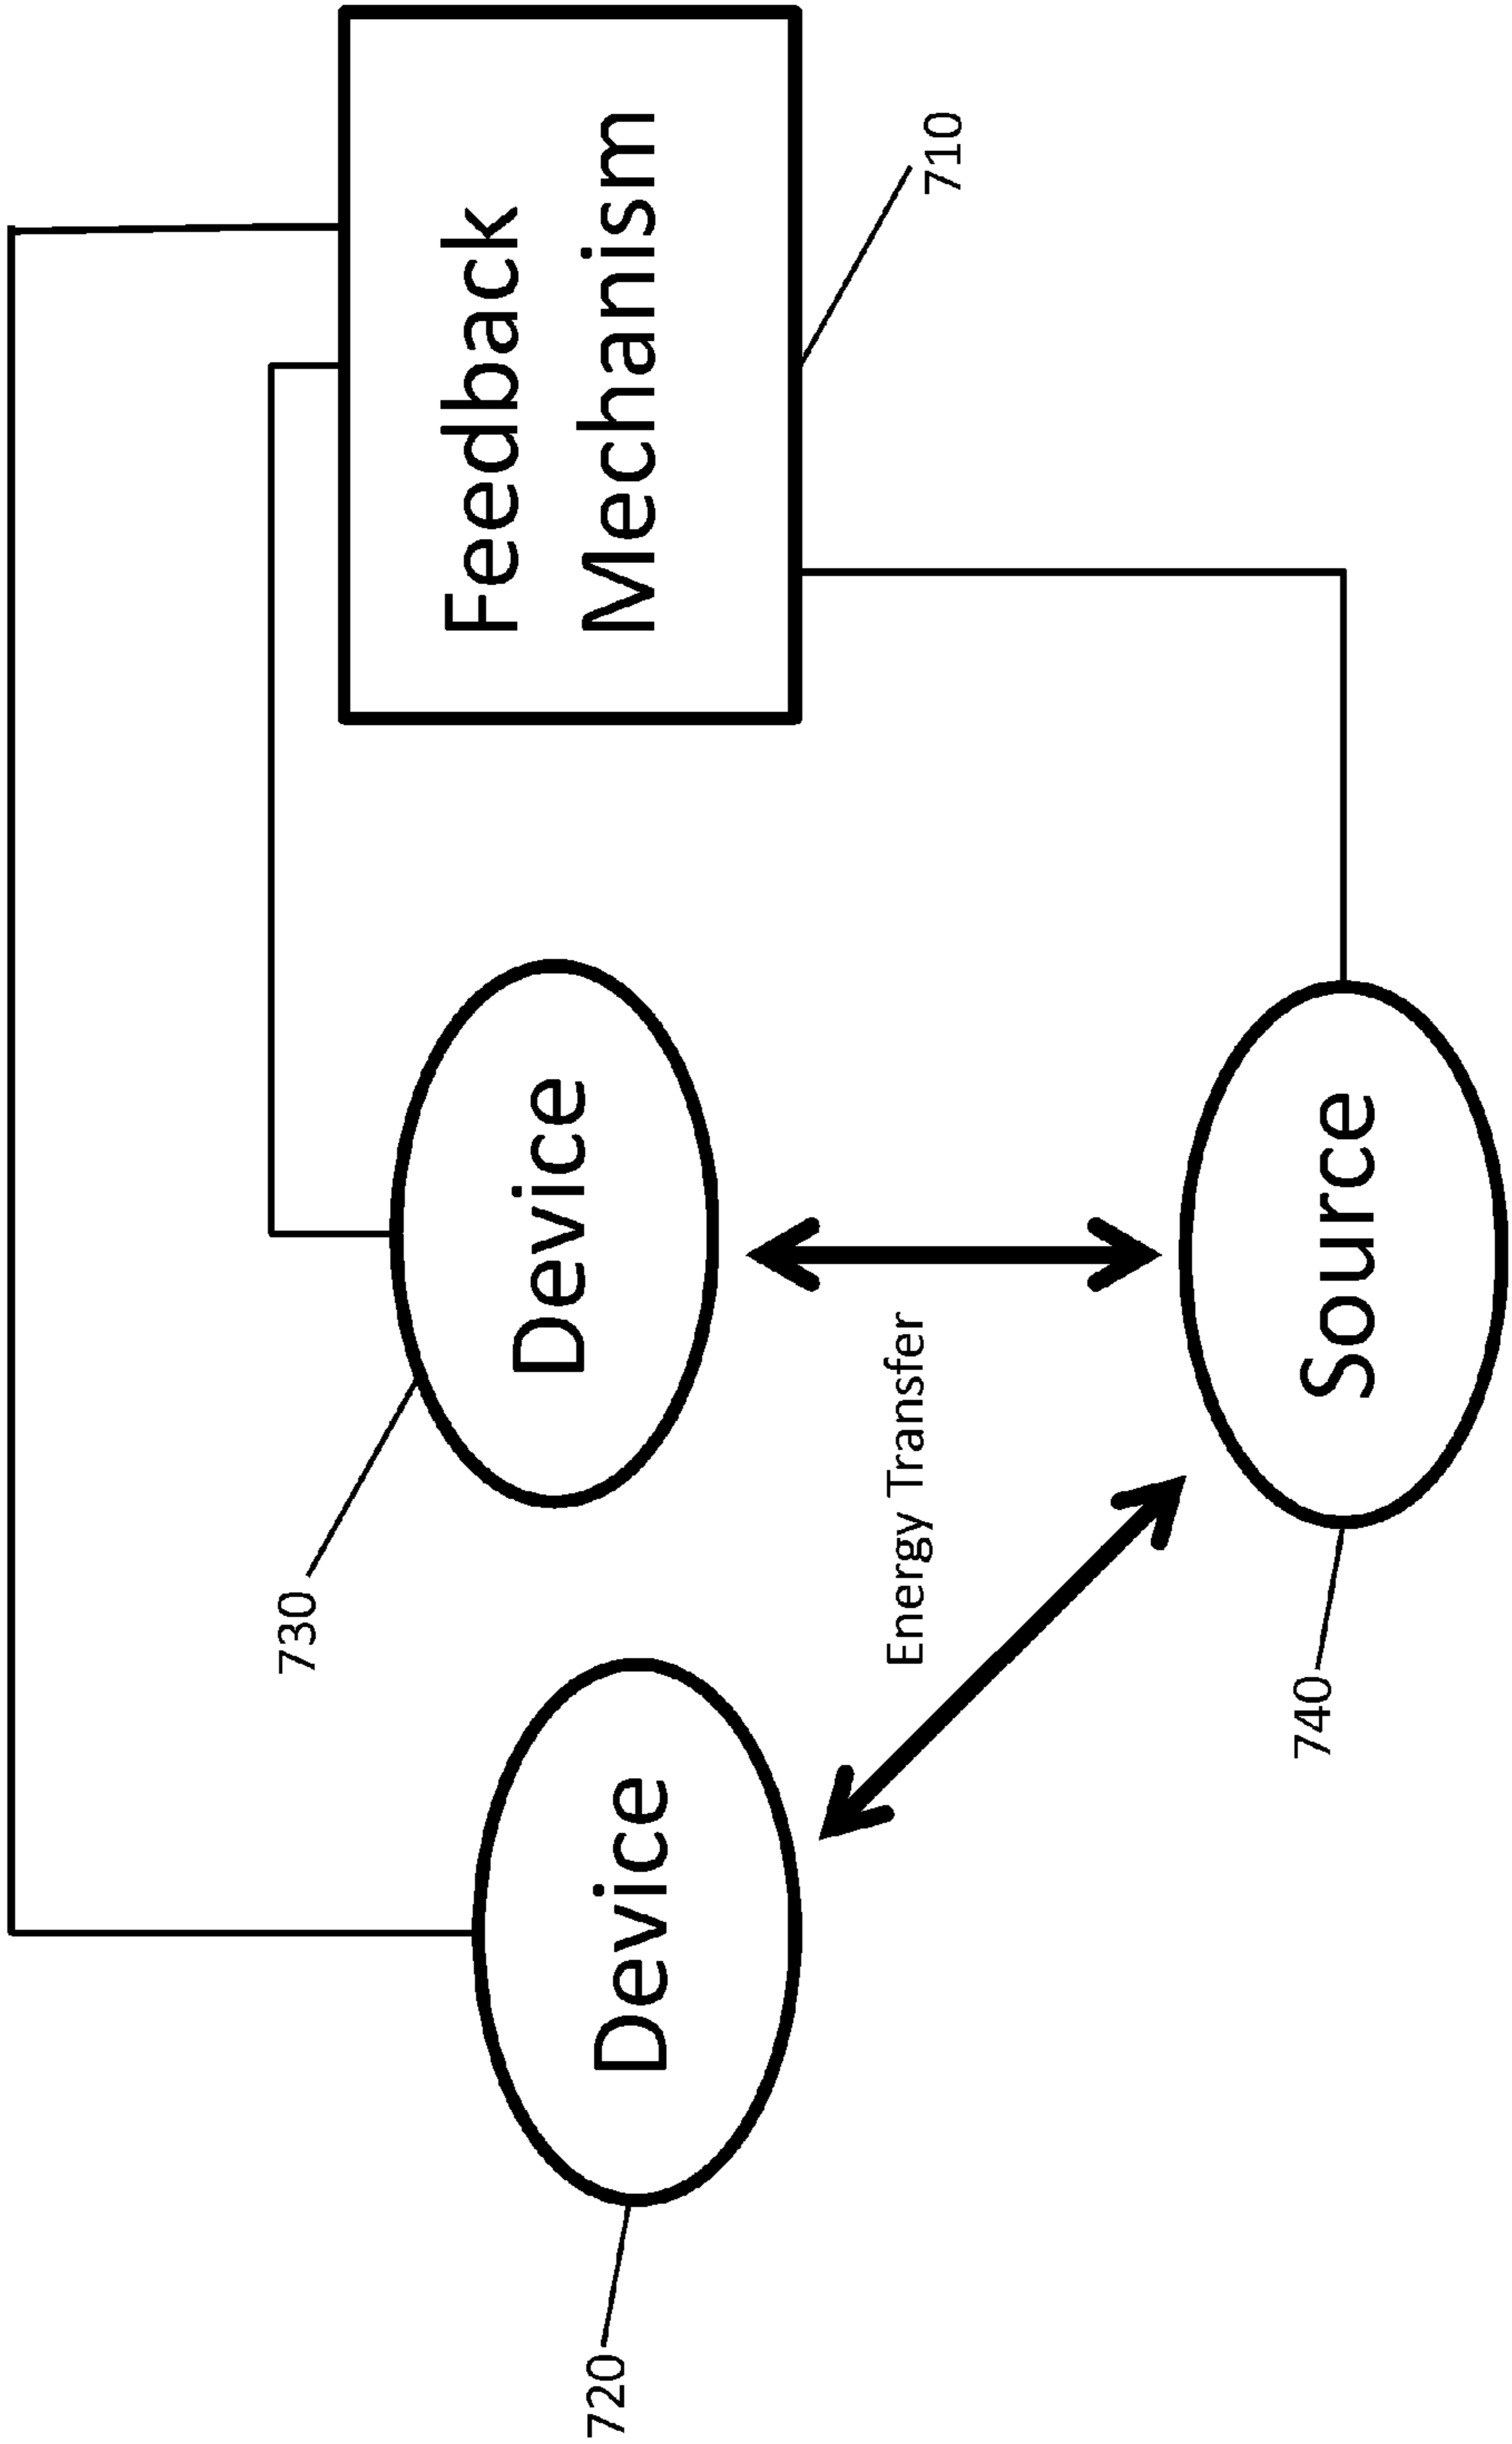 Feedback
Mechanism
710
Device
730
Device
720
Energy Transfer
Source
740